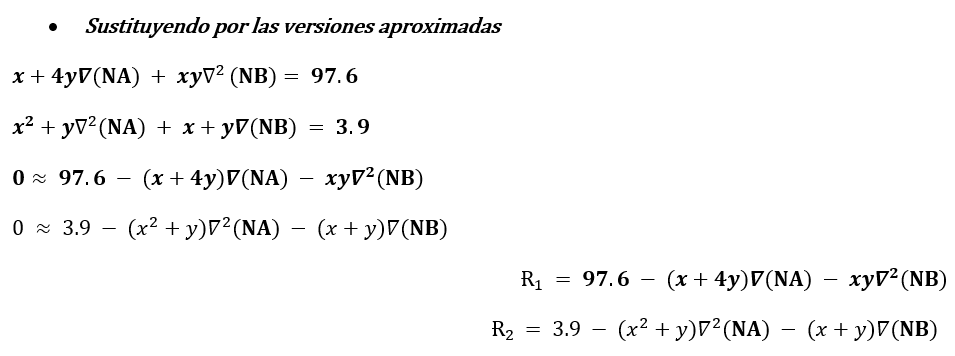 • Sustituyendo por las versiones aproximadas
x + 4y∇(NA) + xy∇² (NB) = 97.6
x² + y∇²(NA) + x + y∇(NB) = 3.9
0 ≈ 97.6 − (x + 4y)∇(NA) − xy∇²(NB)
0 ≈ 3.9 − (x² + y)∇²(NA) − (x + y)∇(NB)
R₁ = 97.6 − (x + 4y)∇(NA) − xy∇²(NB)
R₂ = 3.9 − (x² + y)∇²(NA) − (x + y)∇(NB)